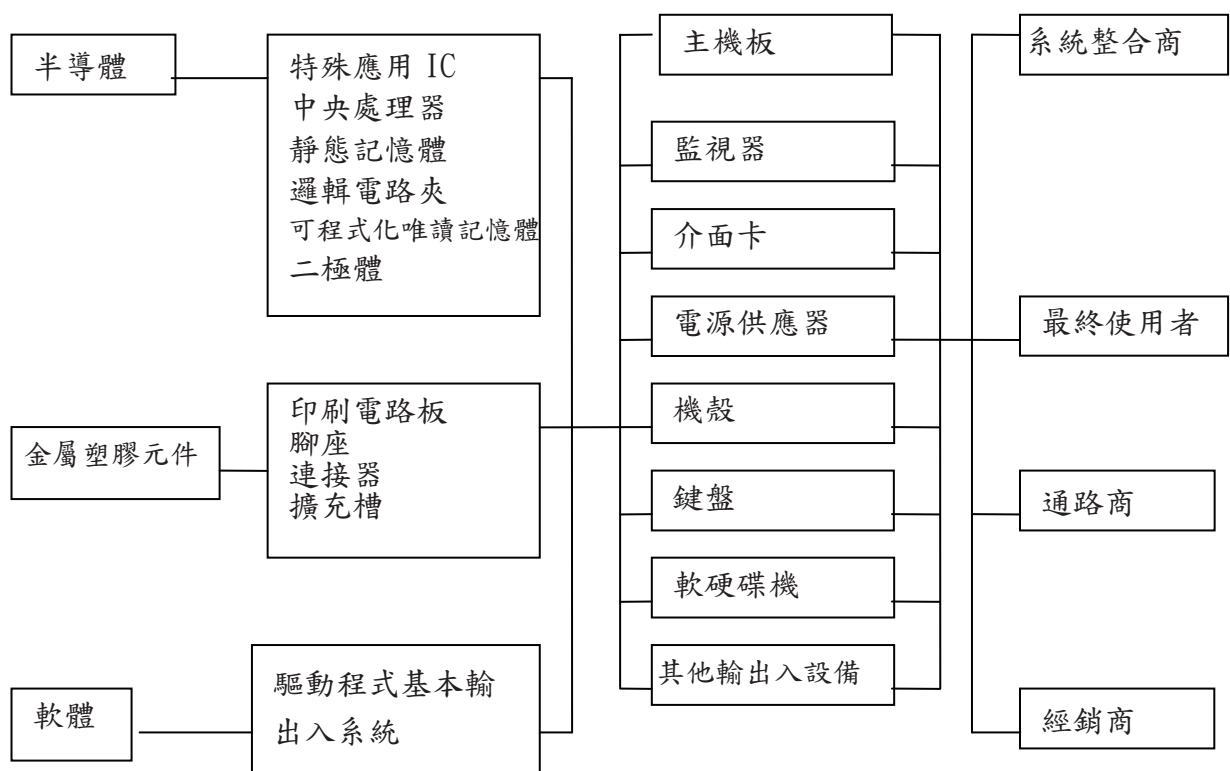 半導體
特殊應用 IC
中央處理器
靜態記憶體
邏輯電路夾
可程式化唯讀記憶體
二極體
金屬塑膠元件
印刷電路板
腳座
連接器
擴充槽
軟體
驅動程式基本輸
出入系統
主機板
監視器
介面卡
電源供應器
機殼
鍵盤
軟硬碟機
其他輸出入設備
系統整合商
最終使用者
通路商
經銷商